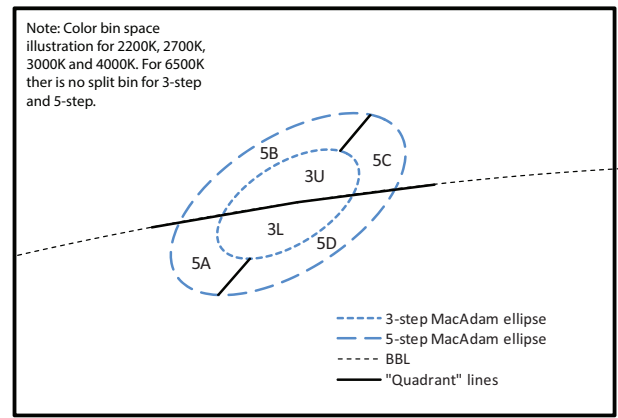 Note: Color bin space
illustration for 2200K, 2700K,
3000K and 4000K. For 6500K
ther is no split bin for 3-step
and 5-step.
5B
5C
3U
3L
5D
5A
3-step MacAdam ellipse
5-step MacAdam ellipse
BBL
"Quadrant" lines